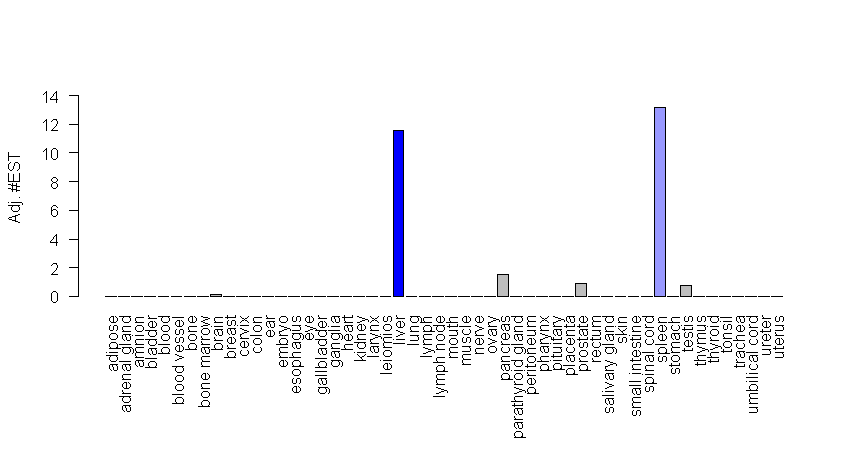 Adj. #EST
14
12
10
8
6
4
2
0
adipose
adrenal gland
amnion
bladder
blood
blood vessel
bone
bone marrow
brain
breast
cervix
colon
ear
embryo
esophagus
eye
gallbladder
ganglia
heart
kidney
larynx
leiomios
liver
lung
lymph
lymph node
mouth
muscle
nerve
ovary
pancreas
parathyroid gland
peritoneum
pharynx
pituitary
placenta
prostate
rectum
salivary gland
skin
small intestine
spinal cord
spleen
stomach
testis
thymus
thyroid
tonsil
trachea
umbilical cord
ureter
uterus